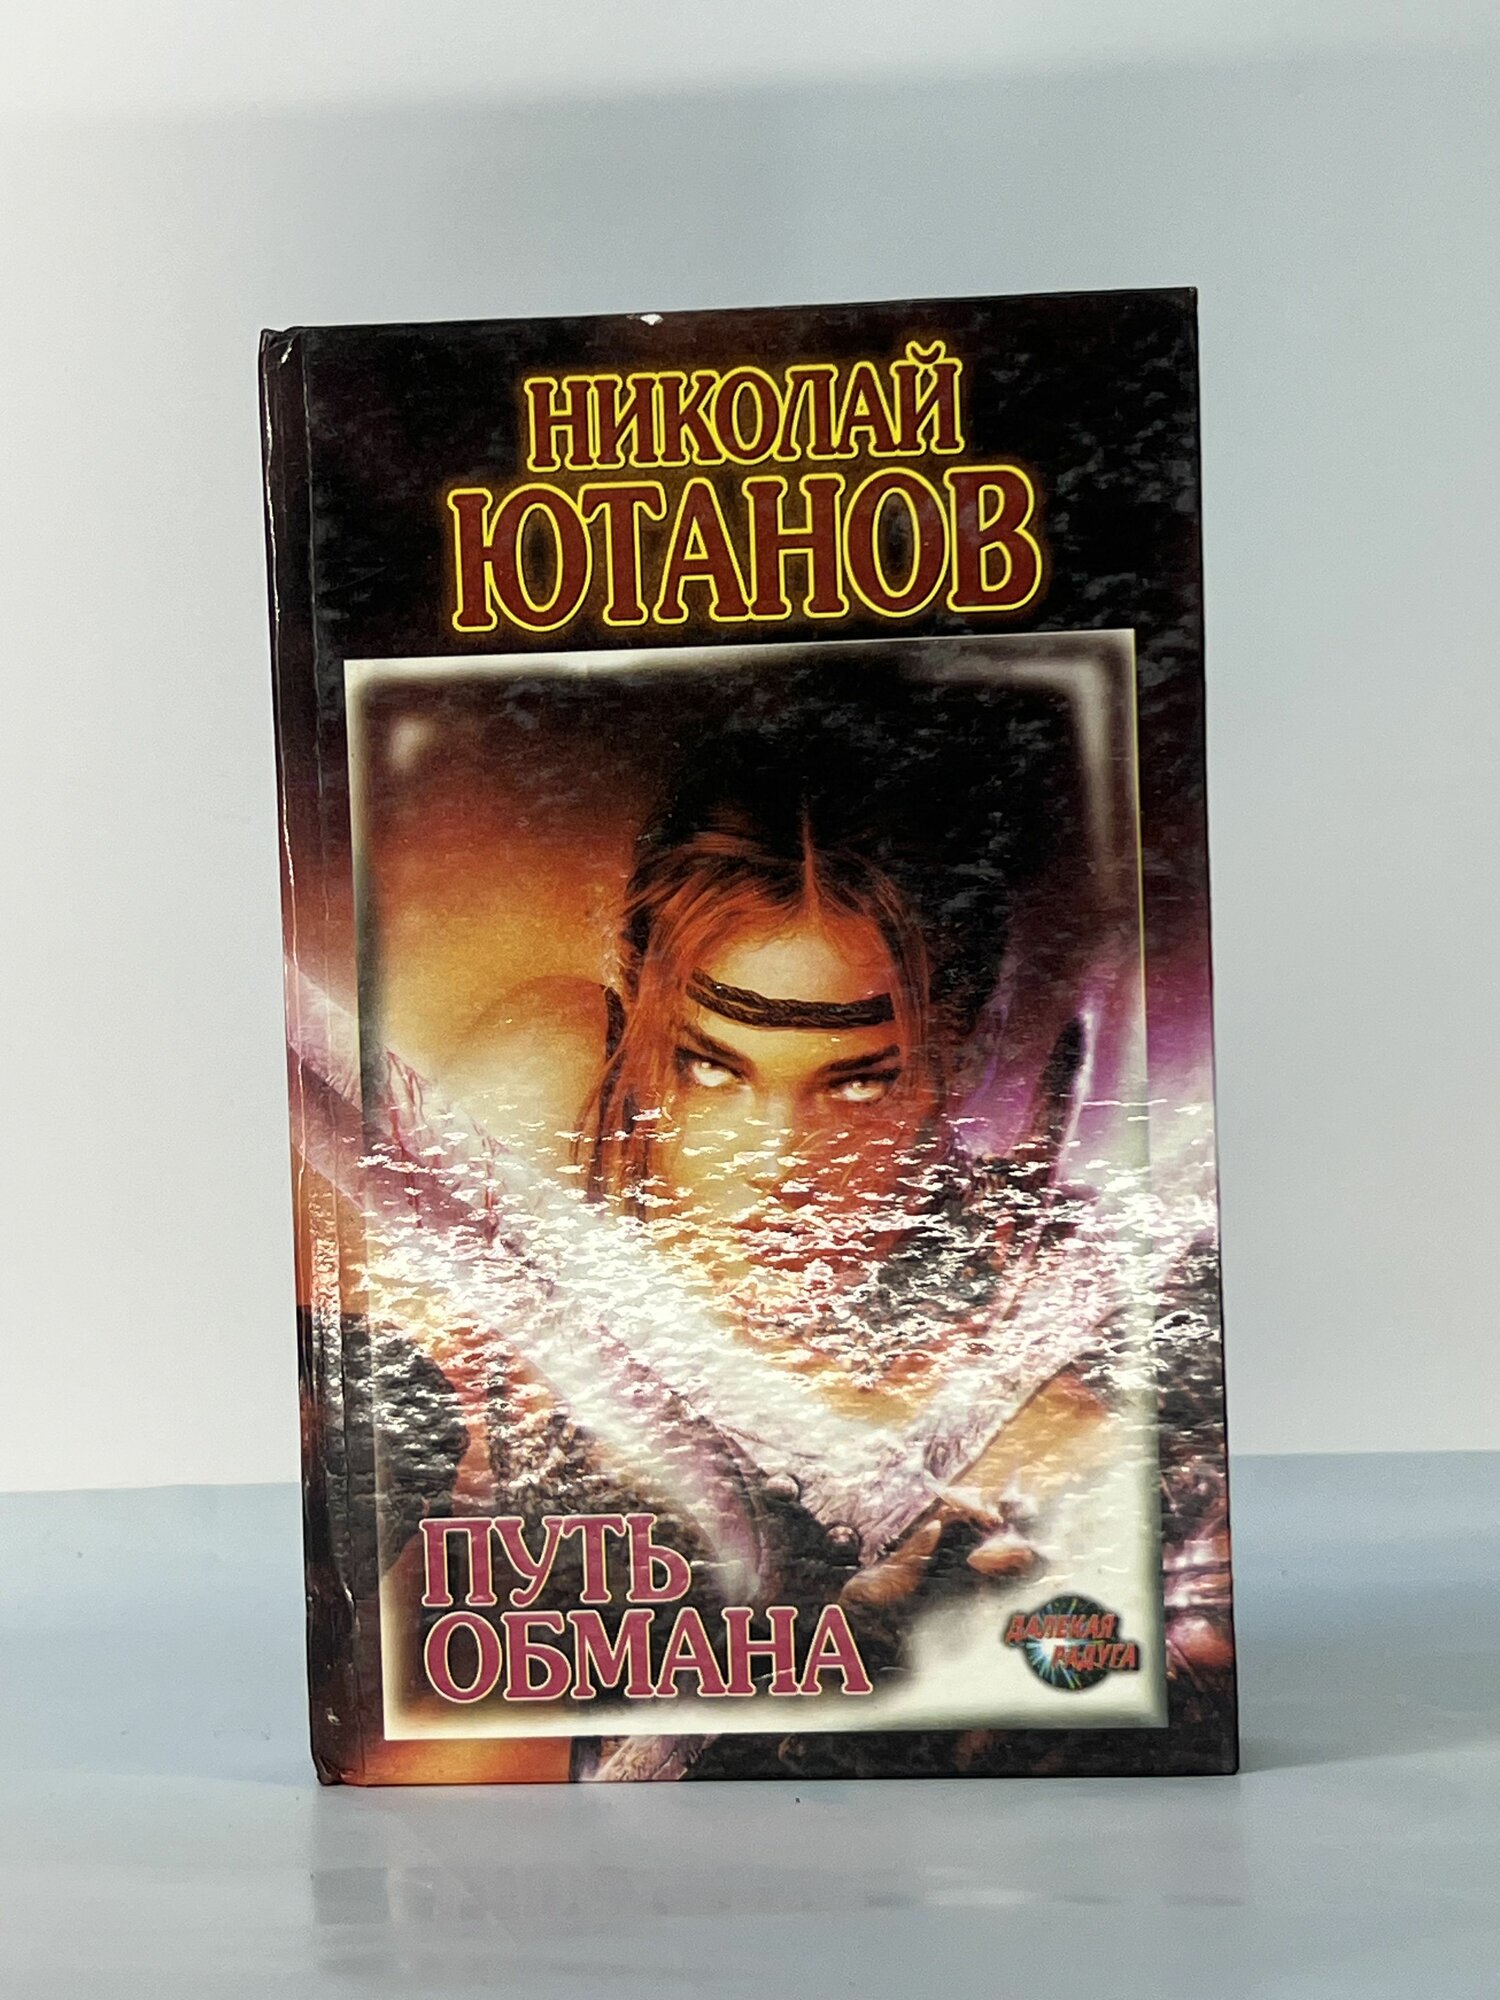 НИКОЛАЙ
ЮТАНОВ
ПУТЬ
ОБМАНА
ДАЛЕКАЯ
РАДУГА